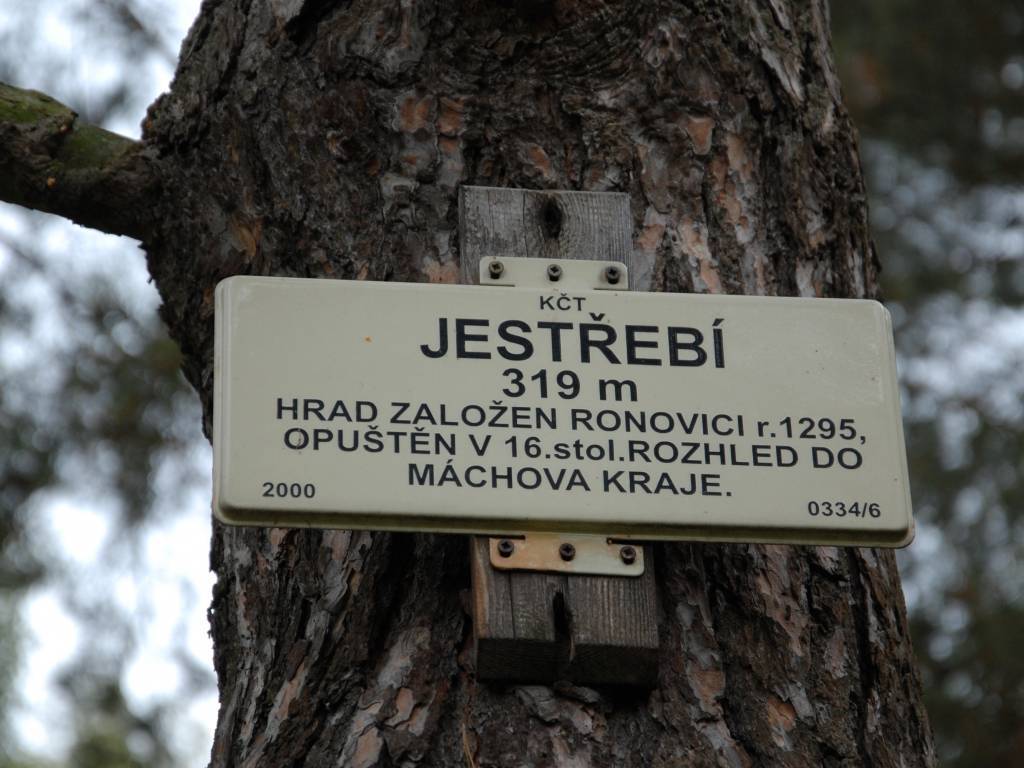 KČT
JESTŘEBÍ
319 m
HRAD ZALOŽEN RONOVICI r.1295,
OPUŠTĚN V 16.stol.ROZHLED DO
MÁCHOVA KRAJE.
2000 0334/6